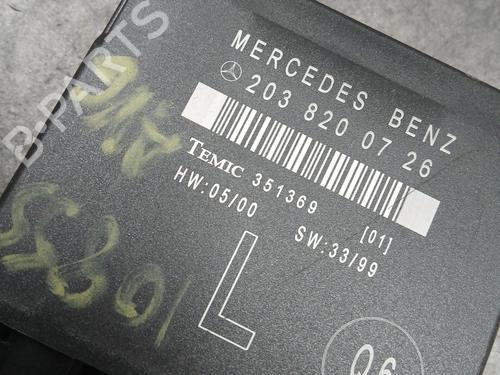 MERCEDES BENZ
203 820 07 26
TEMIC 351369 [01]
HW:05/00 SW:33/99
L
Q6
B-PARTS